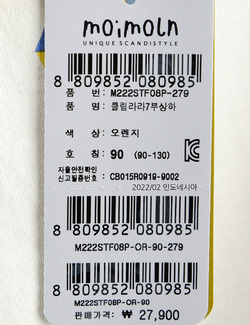 moimoln
UNIQUE SCANDISTYLE
8 809852 080985
품 번 : M222STF08P-279
품 명 : 클림라라7부상하
색 상 : 오렌지
호 칭 : 90 (90-130)
자율안전확인
신고필증번호 : CB015R0919-9002
2022/02 인도네시아
8 809852 080985
M222STF08P-OR-90-279
8 809852 080985
M222STF08P-OR-90
판매가격 : ₩ 27,900